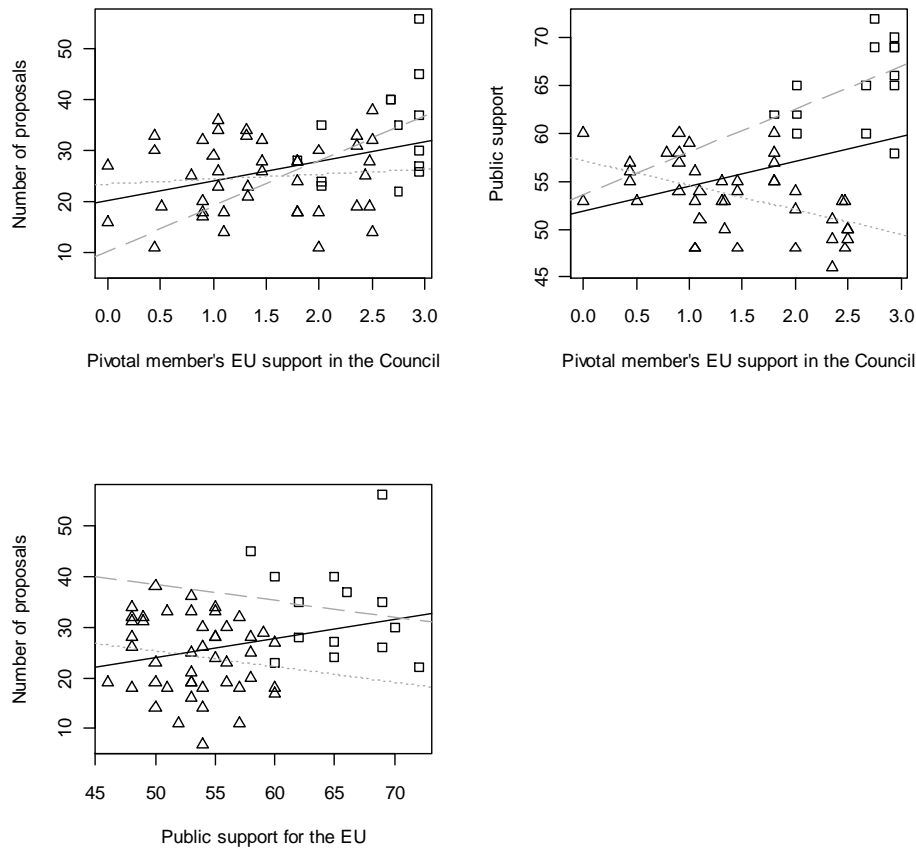 Number of proposals
50
40
30
20
10
0.0 0.5 1.0 1.5 2.0 2.5 3.0
Pivotal member's EU support in the Council
Public support
70
65
60
55
50
45
0.0 0.5 1.0 1.5 2.0 2.5 3.0
Pivotal member's EU support in the Council
Number of proposals
50
40
30
20
10
45 50 55 60 65 70
Public support for the EU